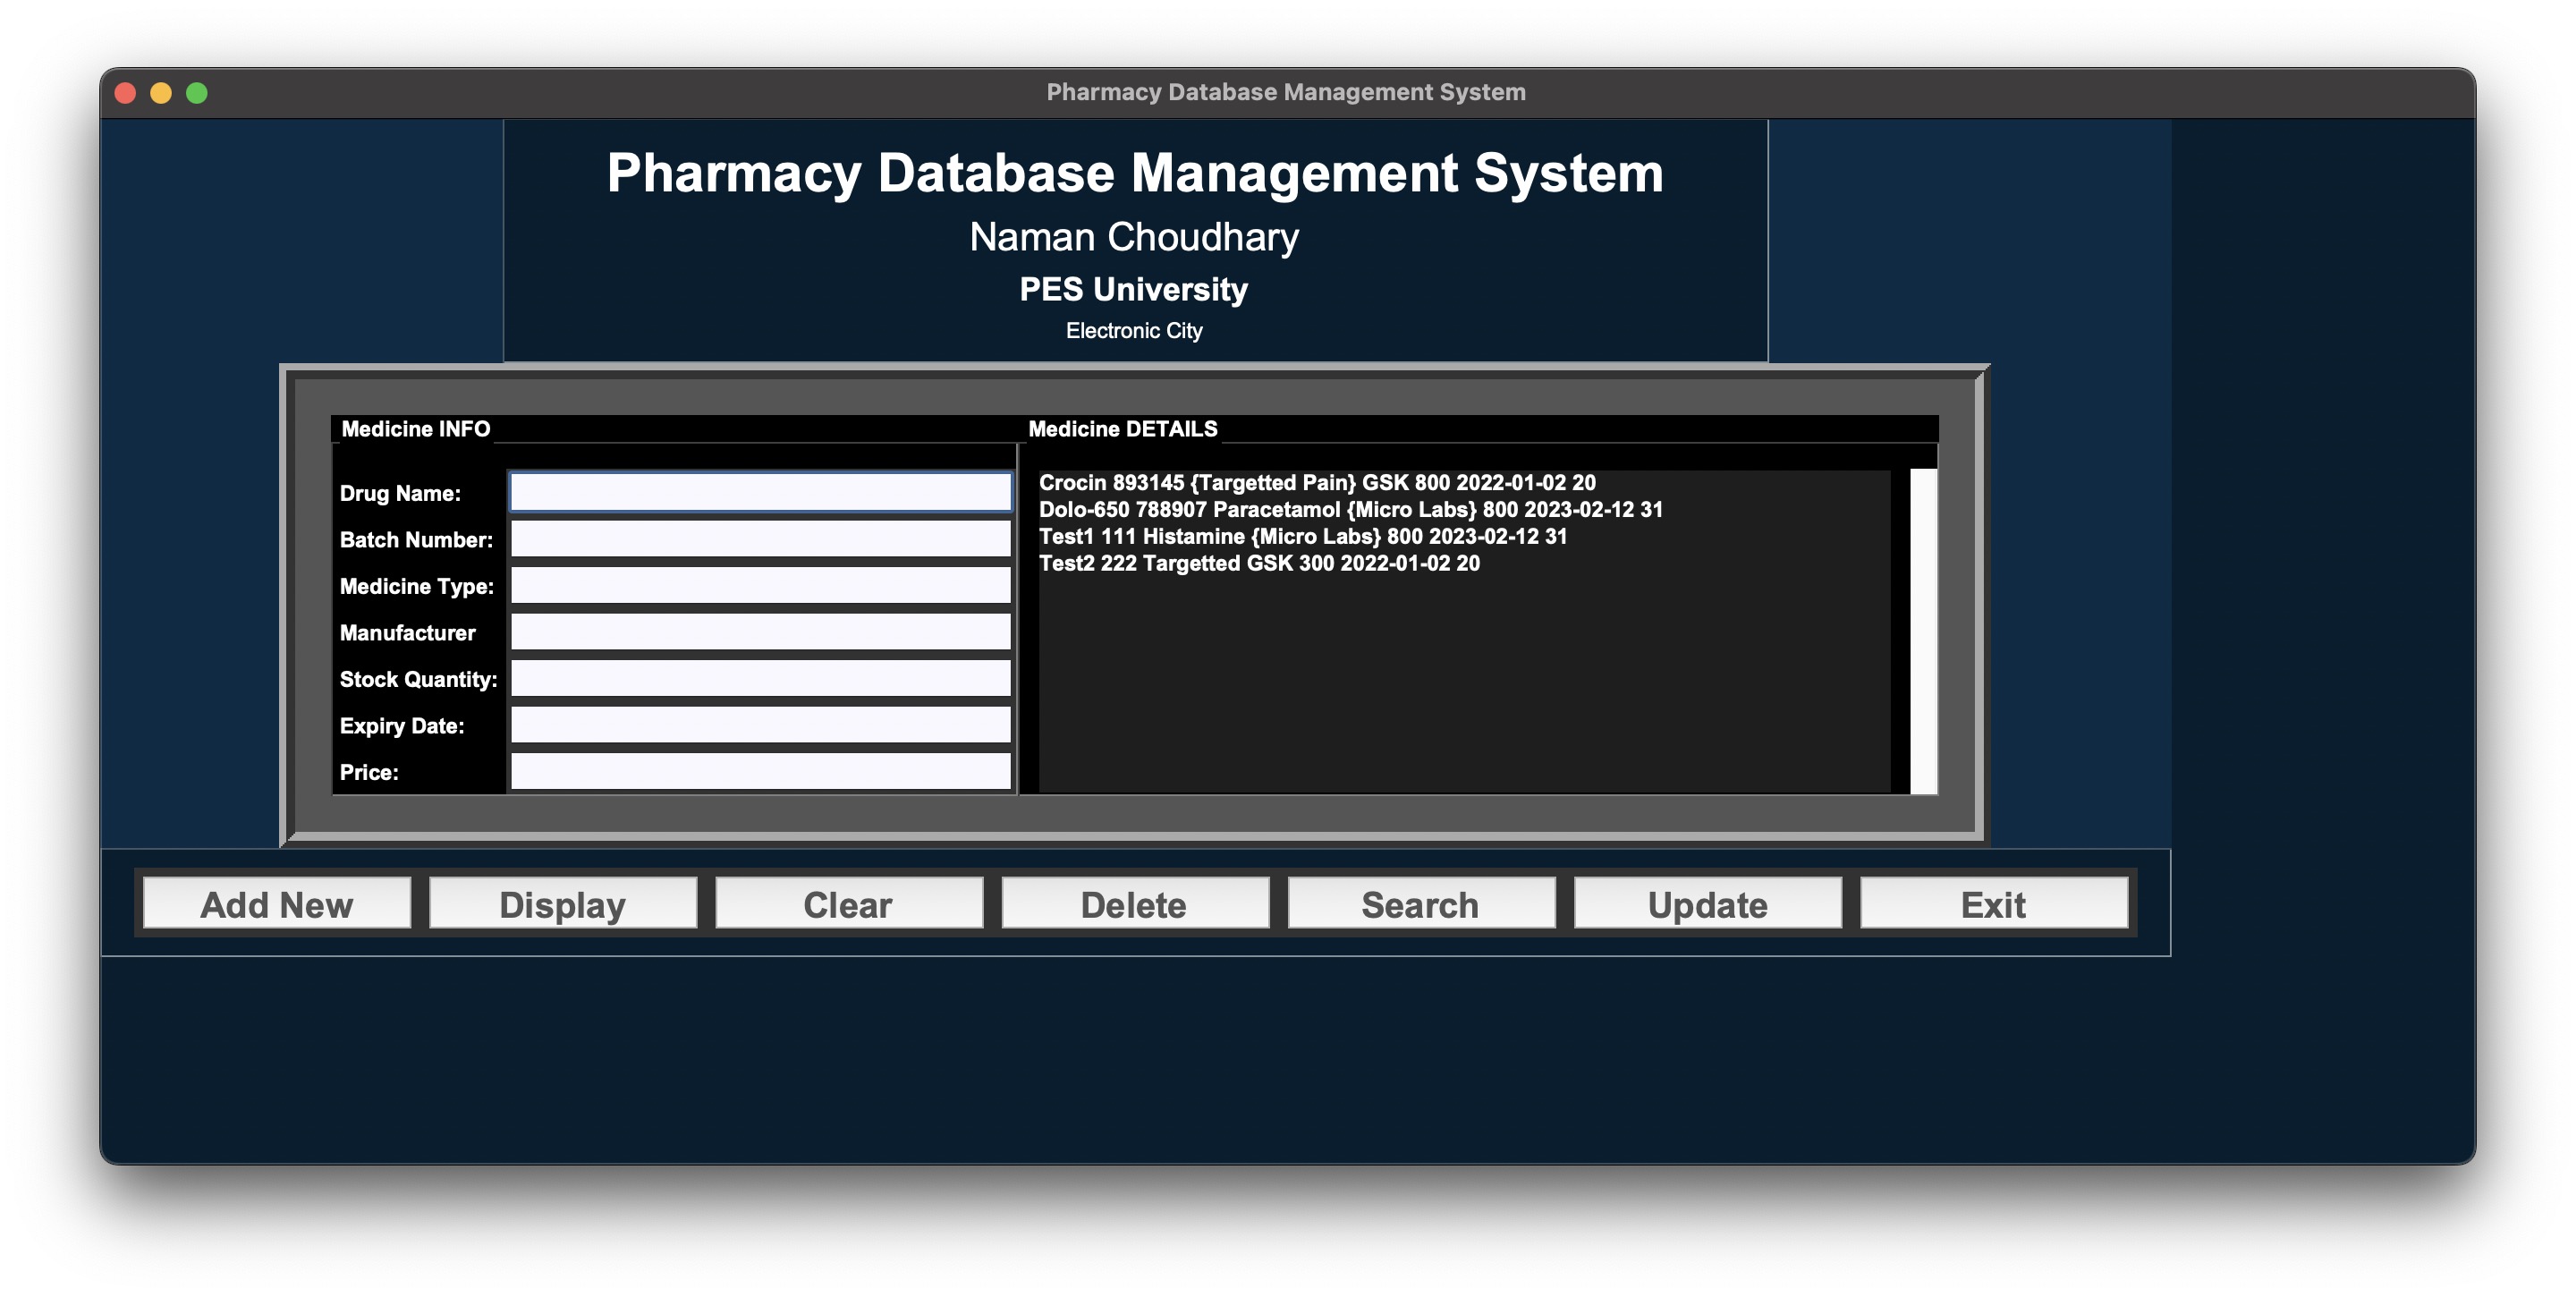 Pharmacy Database Management System
Pharmacy Database Management System
Naman Choudhary
PES University
Electronic City
Medicine INFO
Drug Name:
Batch Number:
Medicine Type:
Manufacturer
Stock Quantity:
Expiry Date:
Price:
Medicine DETAILS
Crocin 893145 {Targetted Pain} GSK 800 2022-01-02 20
Dolo-650 788907 Paracetamol {Micro Labs} 800 2023-02-12 31
Test1 111 Histamine {Micro Labs} 800 2023-02-12 31
Test2 222 Targetted GSK 300 2022-01-02 20
Add New Display Clear Delete Search Update Exit